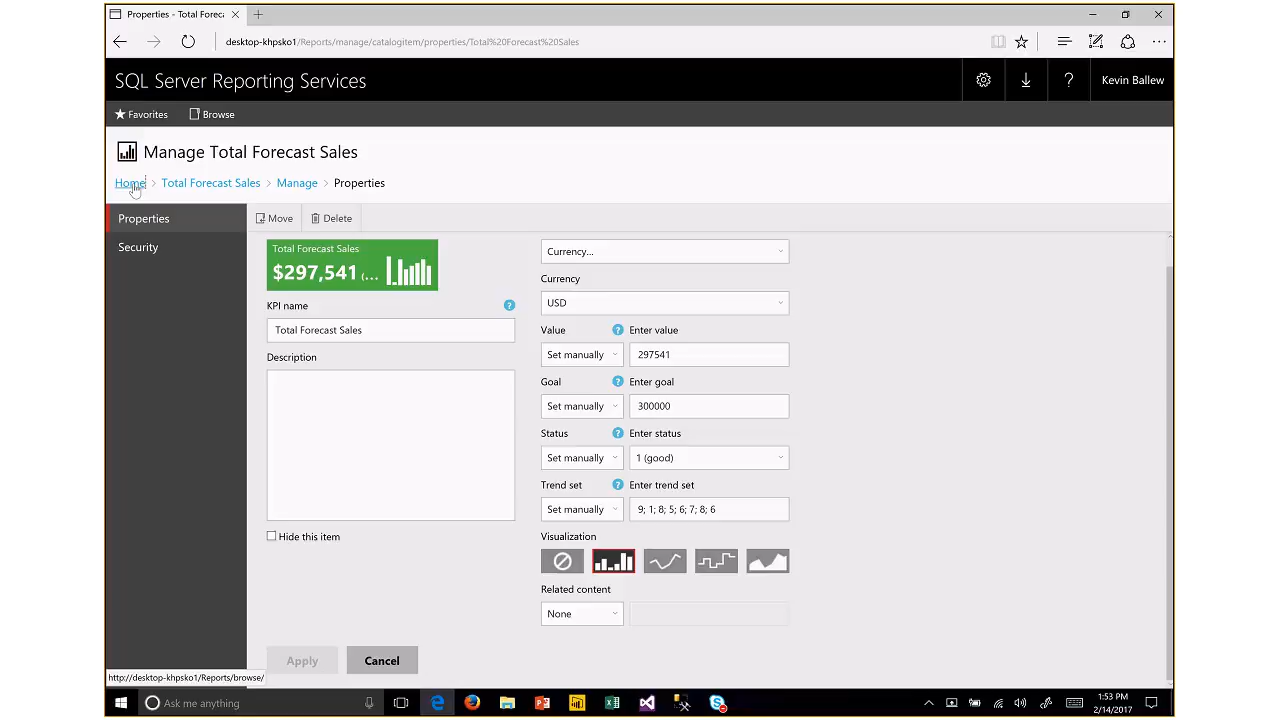 Properties - Total Foreca
desktop-khpsko1/Reports/manage/catalogitem/properties/Total%20Forecast%20Sales
SQL Server Reporting Services
?
Kevin Ballew
Favorites
Browse
Manage Total Forecast Sales
Home > Total Forecast Sales > Manage > Properties
Properties
Security
Move
Delete
Total Forecast Sales
$297,541 (...
KPI name
?
Total Forecast Sales
Description
Hide this item
Currency...
Currency
USD
Value ? Enter value
Set manually 297541
Goal ? Enter goal
Set manually 300000
Status ? Enter status
Set manually 1 (good)
Trend set ? Enter trend set
Set manually 9; 1; 8; 5; 6; 7; 8; 6
Visualization
Related content
None
Apply
Cancel
http://desktop-khpsko1/Reports/browse/
Ask me anything
1:53 PM
2/14/2017